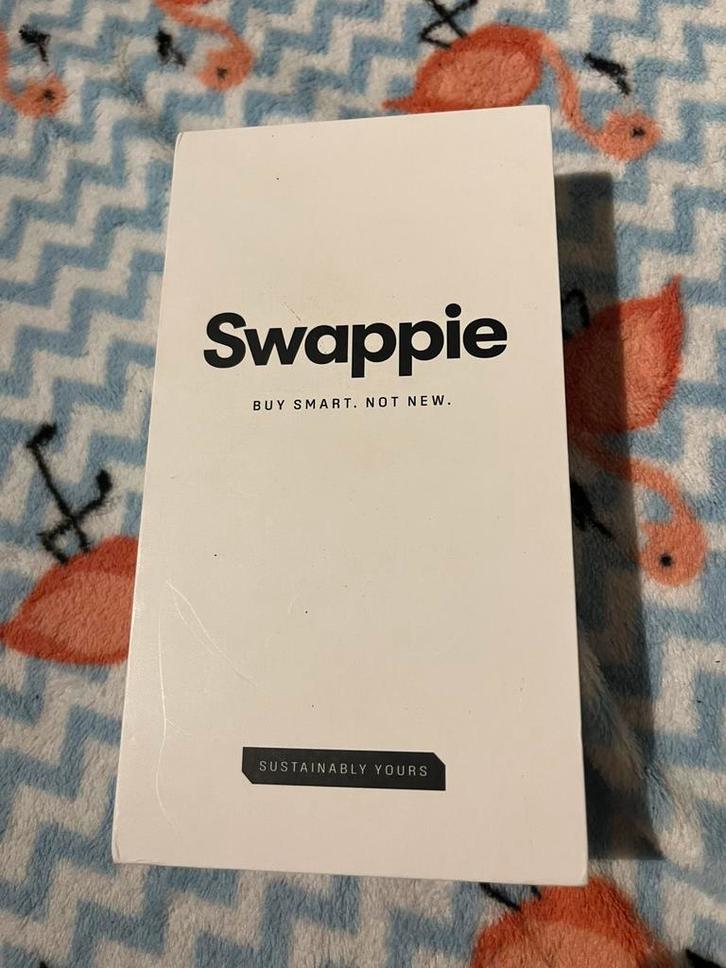 Swappie
BUY SMART. NOT NEW.
SUSTAINABLY YOURS